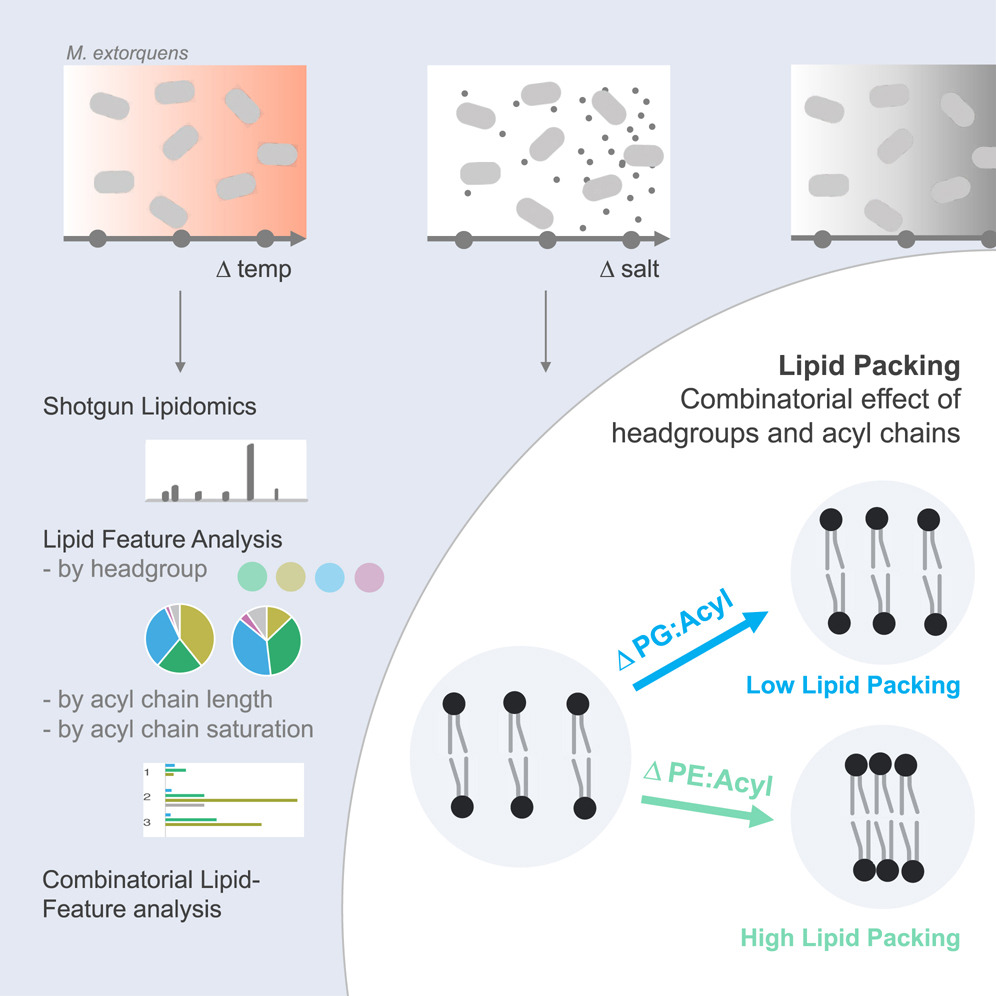 M. extorquens
Δ temp
Δ salt
Shotgun Lipidomics
Lipid Feature Analysis
- by headgroup
- by acyl chain length
- by acyl chain saturation
1
2
3
Combinatorial Lipid-
Feature analysis
Lipid Packing
Combinatorial effect of
headgroups and acyl chains
Δ PG:Acyl
Low Lipid Packing
Δ PE:Acyl
High Lipid Packing